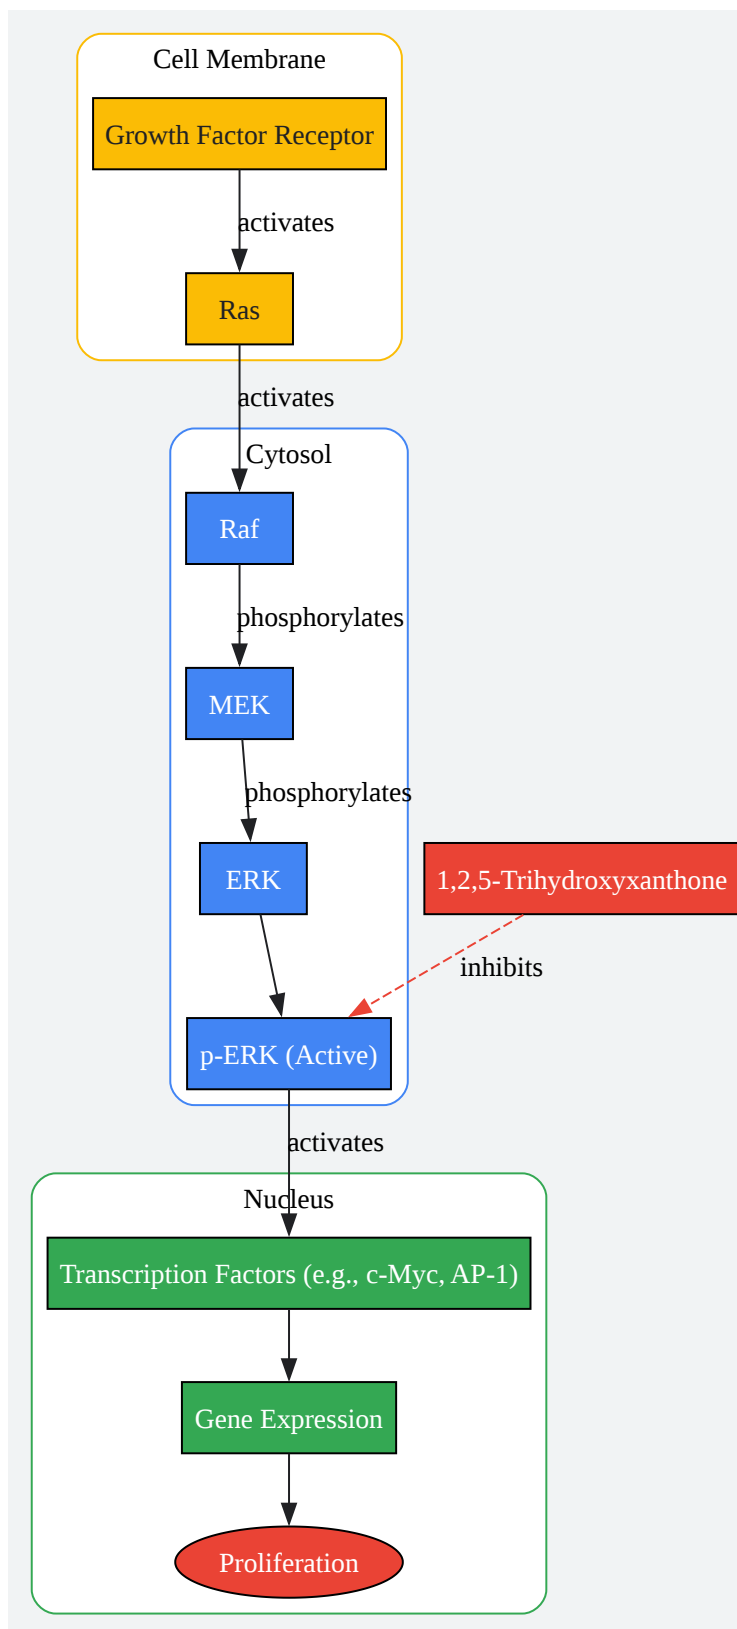 Cell Membrane
Growth Factor Receptor
activates
Ras
activates
Cytosol
Raf
phosphorylates
MEK
phosphorylates
ERK
1,2,5-Trihydroxyxanthone
inhibits
p-ERK (Active)
activates
Nucleus
Transcription Factors (e.g., c-Myc, AP-1)
Gene Expression
Proliferation